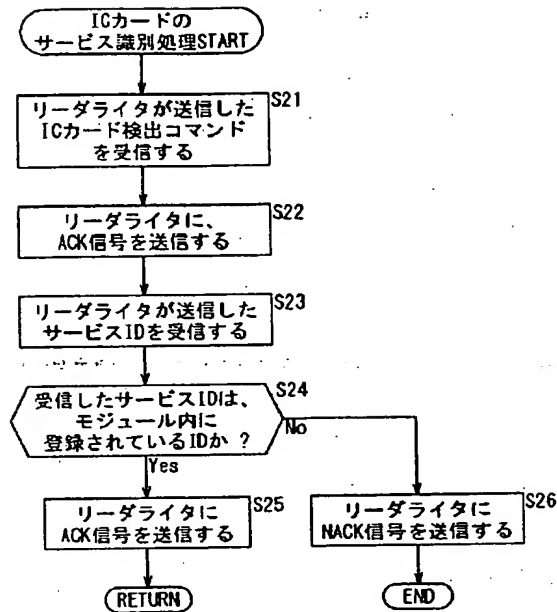 ICカードの
サービス識別処理START
S21
リーダライタが送信した
ICカード検出コマンド
を受信する
S22
リーダライタに、
ACK信号を送信する
S23
リーダライタが送信した
サービスIDを受信する
S24
受信したサービスIDは、
モジュール内に
登録されているIDか ?
No
Yes
S25
リーダライタに
ACK信号を送信する
S26
リーダライタに
NACK信号を送信する
RETURN
END